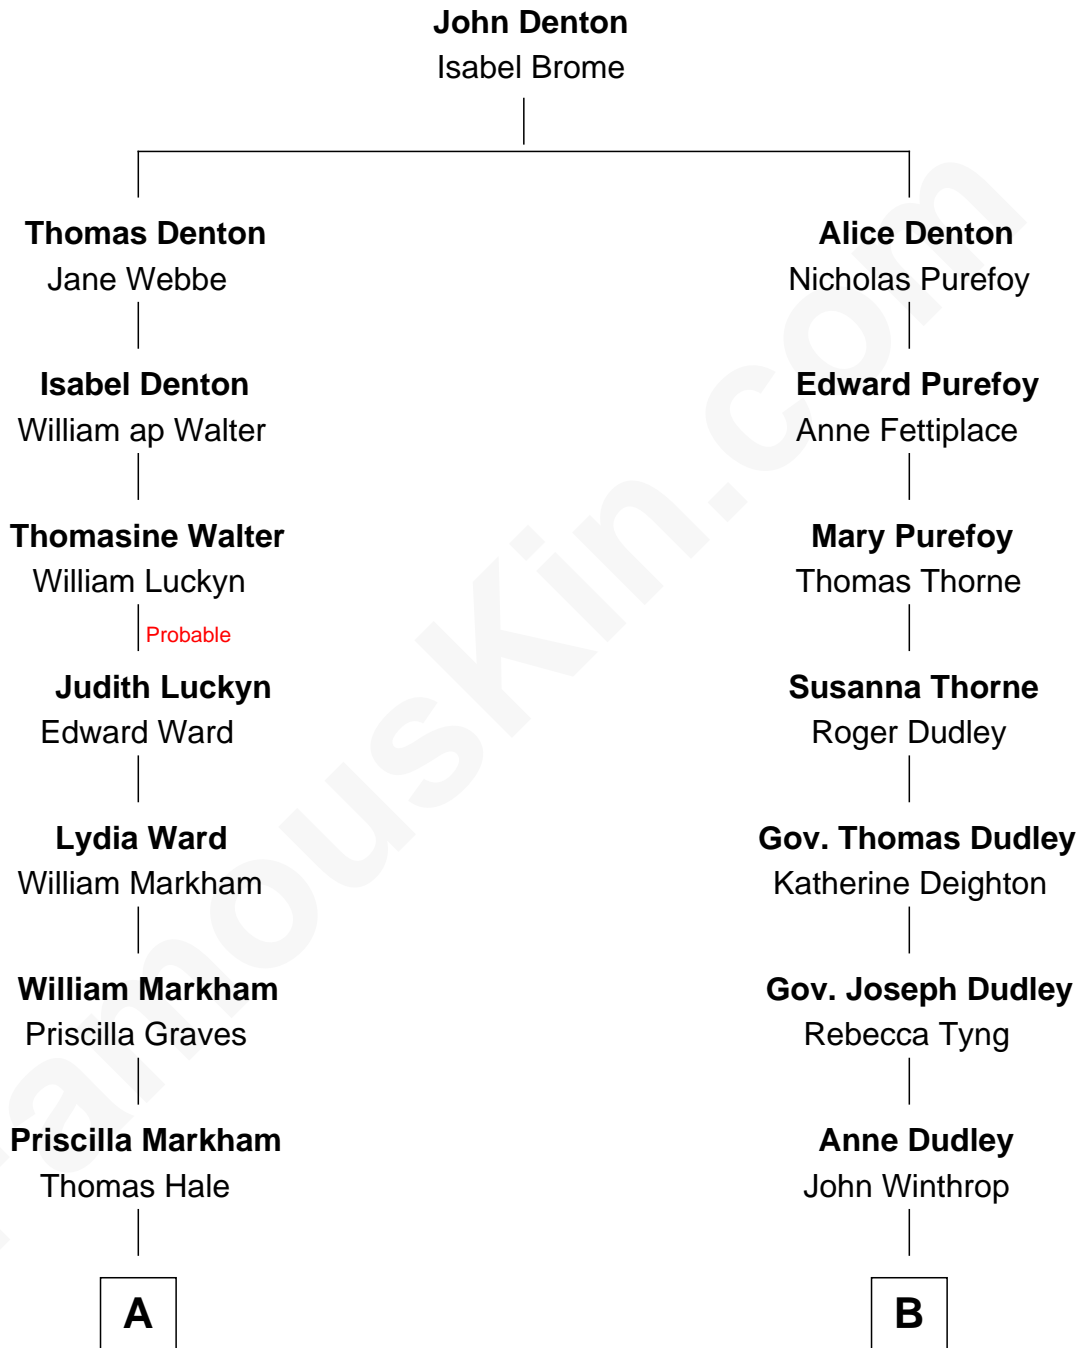 John Denton
Isabel Brome
Thomas Denton
Jane Webbe
Isabel Denton
William ap Walter
Thomasine Walter
William Luckyn
Probable
Judith Luckyn
Edward Ward
Lydia Ward
William Markham
William Markham
Priscilla Graves
Priscilla Markham
Thomas Hale
A
Alice Denton
Nicholas Purefoy
Edward Purefoy
Anne Fettiplace
Mary Purefoy
Thomas Thorne
Susanna Thorne
Roger Dudley
Gov. Thomas Dudley
Katherine Deighton
Gov. Joseph Dudley
Rebecca Tyng
Anne Dudley
John Winthrop
B
FamousKin.com